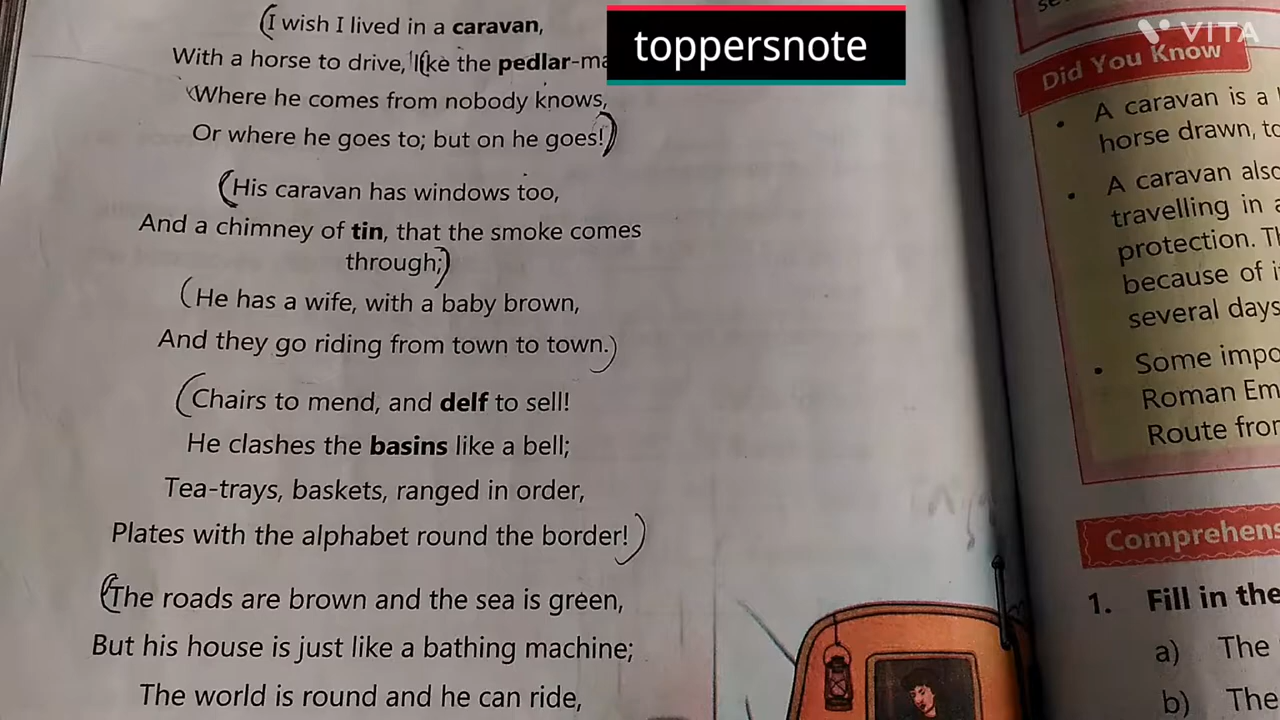 (I wish I lived in a caravan,
With a horse to drive, like the pedlar-ma
Where he comes from nobody knows,
Or where he goes to; but on he goes!)
(His caravan has windows too,
And a chimney of tin, that the smoke comes
through;)
(He has a wife, with a baby brown,
And they go riding from town to town.)
(Chairs to mend, and delf to sell!
He clashes the basins like a bell;
Tea-trays, baskets, ranged in order,
Plates with the alphabet round the border!)
(The roads are brown and the sea is green,
But his house is just like a bathing machine;
The world is round and he can ride,
toppersnote
VITA
Did You Know
• A caravan is a
horse drawn, to
• A caravan also
travelling in a
protection. Th
because of i
several days
• Some impo
Roman Em
Route from
Comprehens
1. Fill in the
a) The
b) The